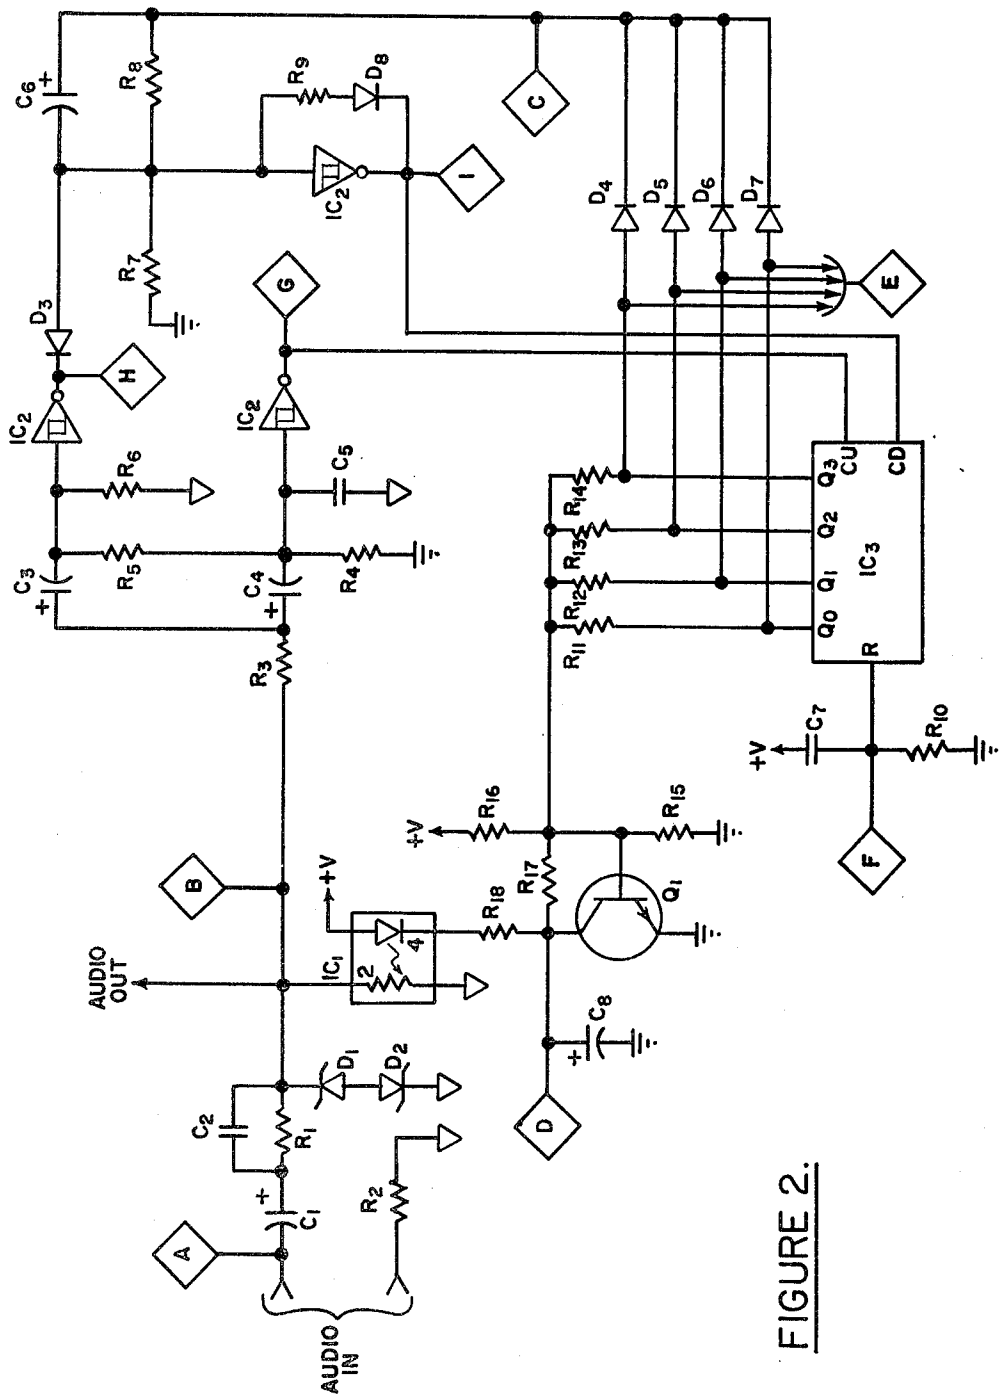 AUDIO IN
A
C1
+
C2
R1
R2
D1
D2
AUDIO OUT
IC1
2
4
+V
B
R3
+
C3
+
C4
R5
R4
R6
C5
IC2
IC2
H
G
D3
R7
R8
C6
+
R9
D8
IC2
I
C
D4
D5
D6
D7
E
D
+
C8
R18
R17
Q1
+V
R16
R15
R11
R12
R13
R14
Q0
Q1
Q2
Q3
R
IC3
CU
CD
F
+V
C7
R10
FIGURE 2.